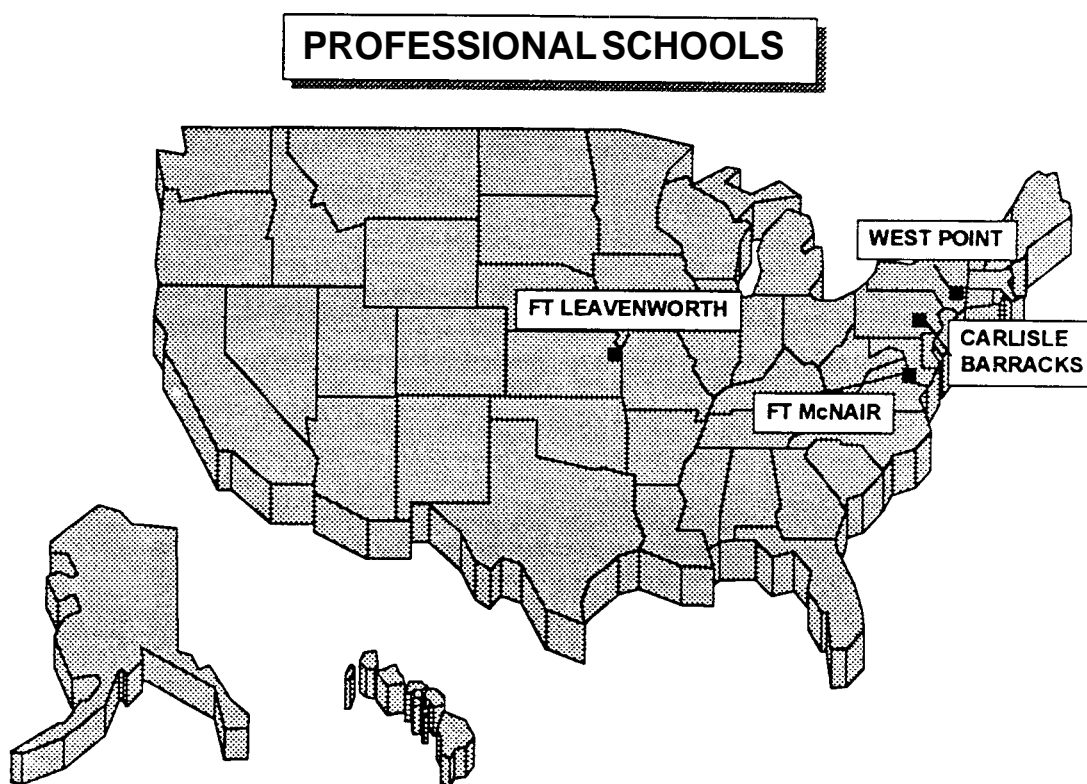 PROFESSIONAL SCHOOLS
WEST POINT
FT LEAVENWORTH
CARLISLE
BARRACKS
FT McNAIR